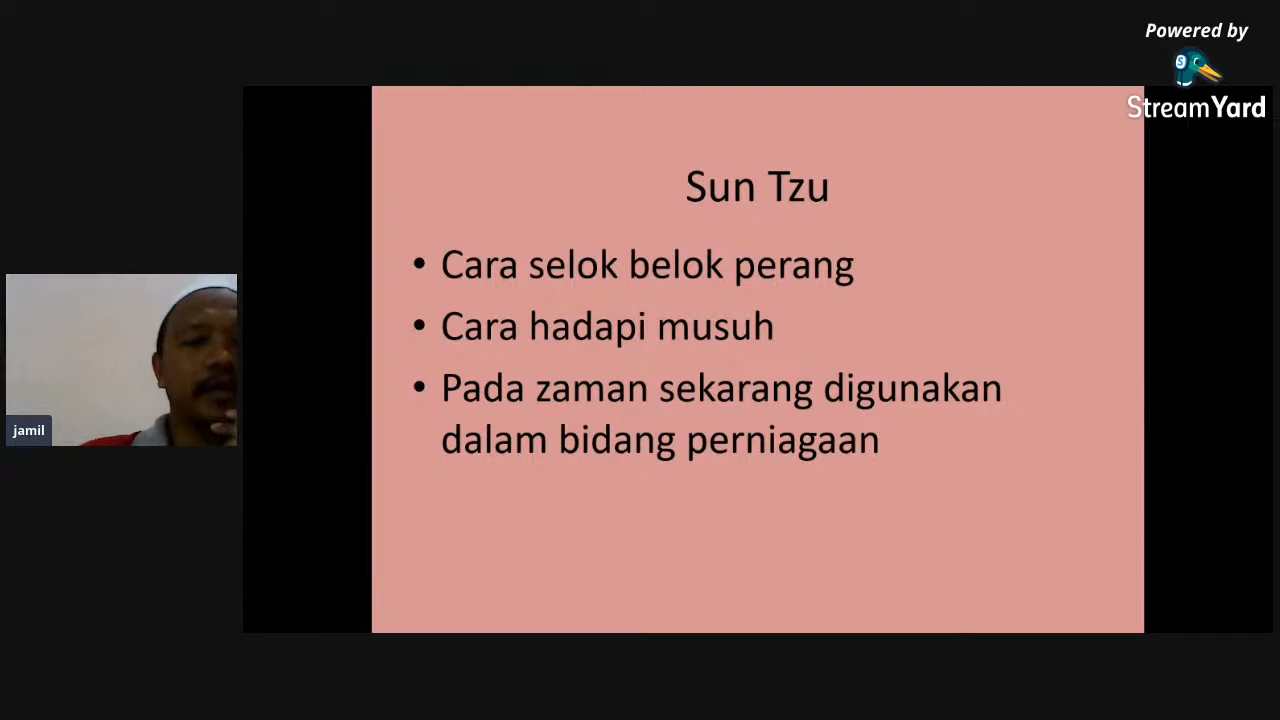 Powered by
StreamYard
Sun Tzu
• Cara selok belok perang
• Cara hadapi musuh
• Pada zaman sekarang digunakan
dalam bidang perniagaan
jamil